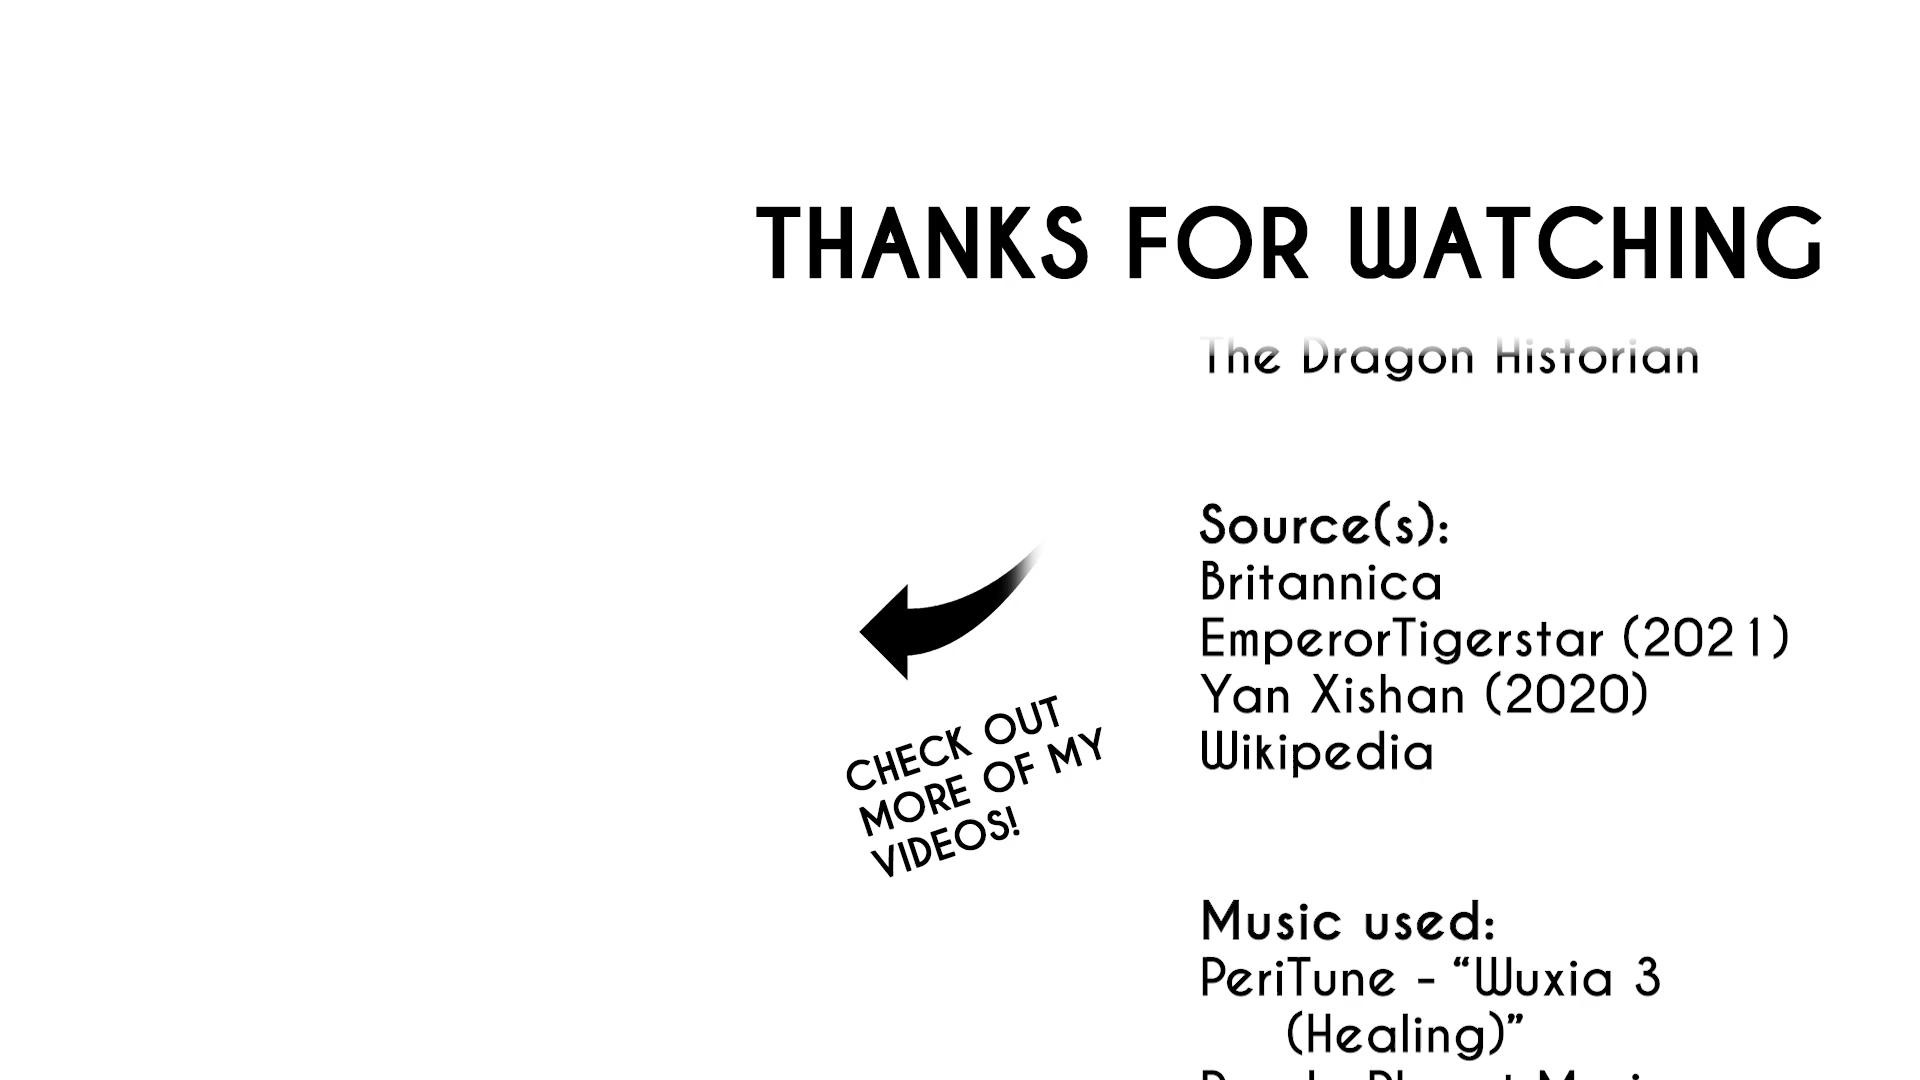 THANKS FOR WATCHING
The Dragon Historian
CHECK OUT
MORE OF MY
VIDEOS!
Source(s):
Britannica
EmperorTigerstar (2021)
Yan Xishan (2020)
Wikipedia
Music used:
PeriTune - “Wuxia 3
(Healing)”